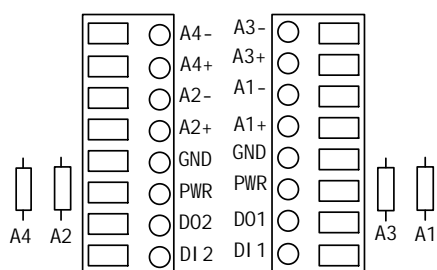 A4- A3-
A4+ A3+
A2- A1-
A2+ A1+
GND GND
PWR PWR
A4 A2 DO2 DO1 A3 A1
DI2 DI1